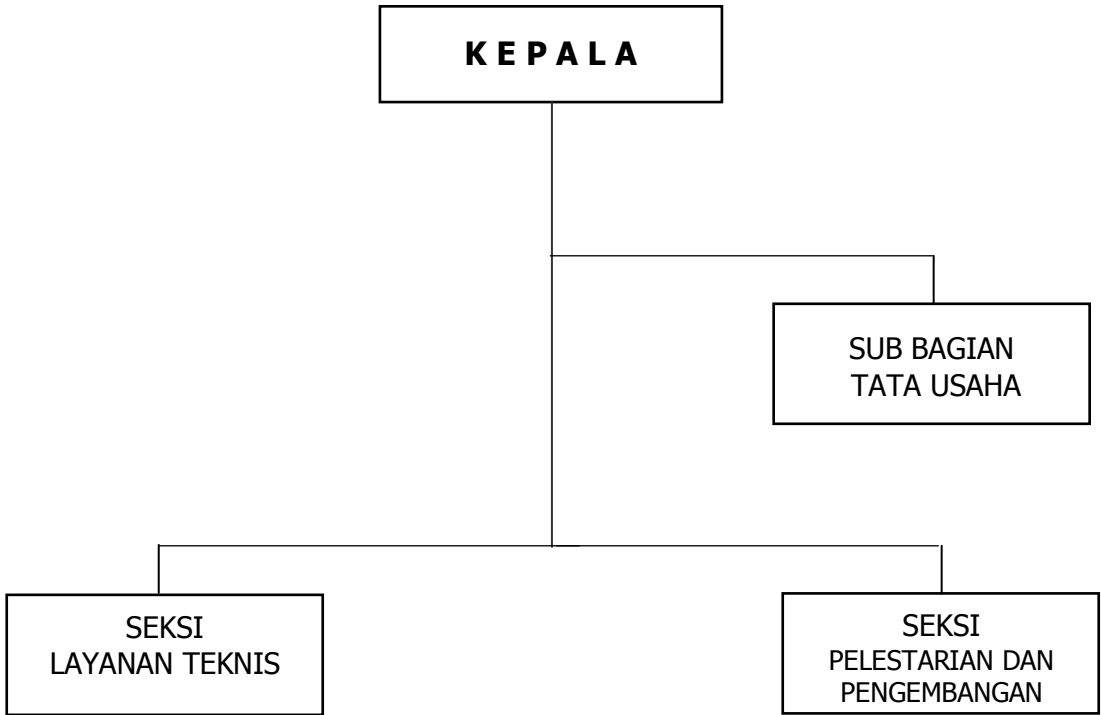 K E P A L A
SUB BAGIAN
TATA USAHA
SEKSI
LAYANAN TEKNIS
SEKSI
PELESTARIAN DAN
PENGEMBANGAN